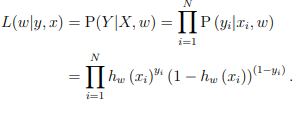 L(w|y, x) = P(Y|X, w) = ∏_{i=1}^{N} P (y_i|x_i, w)
= ∏_{i=1}^{N} h_w (x_i)^{y_i} (1 − h_w (x_i))^{(1−y_i)} .